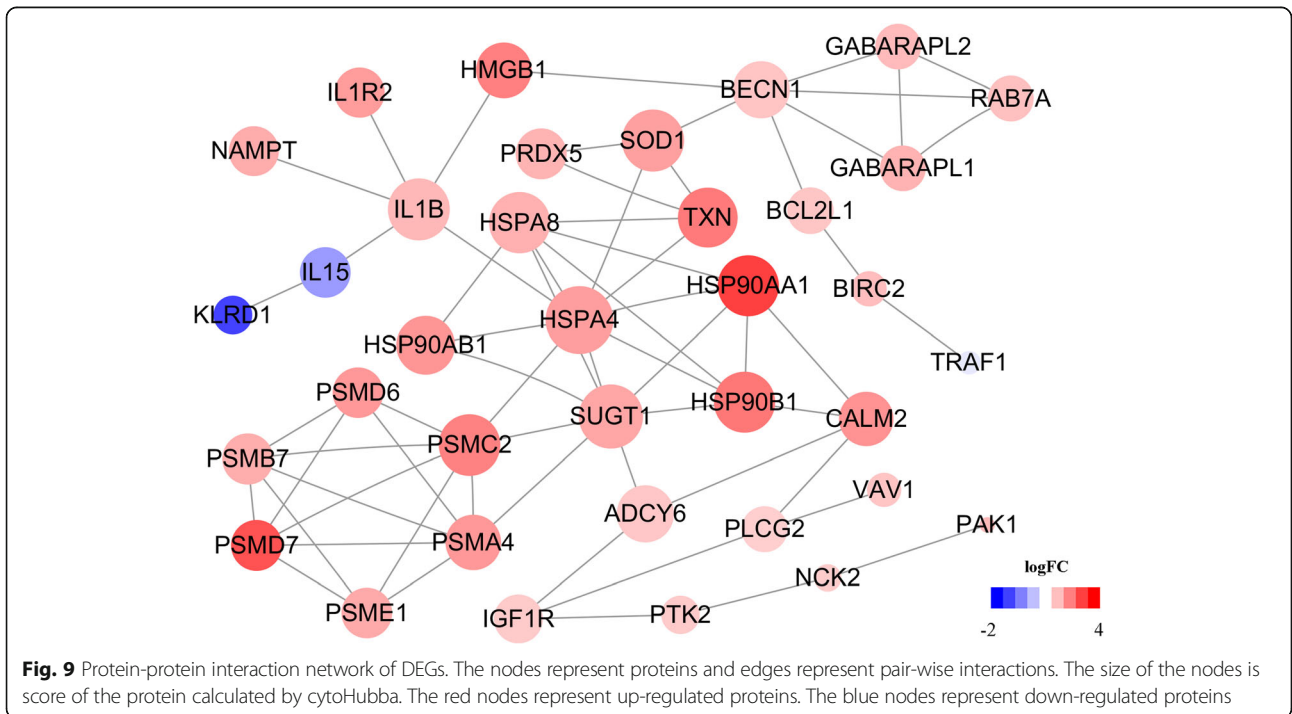 GABARAPL2
HMGB1
BECN1
IL1R2
RAB7A
SOD1
NAMPT
PRDX5
GABARAPL1
IL1B
HSPA8
TXN
BCL2L1
IL15
HSP90AA1
BIRC2
KLRD1
HSPA4
HSP90AB1
TRAF1
PSMD6
SUGT1
HSP90B1
CALM2
PSMC2
PSMB7
VAV1
ADCY6
PLCG2
PAK1
PSMD7
PSMA4
NCK2
logFC
PSME1
IGF1R
PTK2
-2 4
Fig. 9 Protein-protein interaction network of DEGs. The nodes represent proteins and edges represent pair-wise interactions. The size of the nodes is
score of the protein calculated by cytoHubba. The red nodes represent up-regulated proteins. The blue nodes represent down-regulated proteins